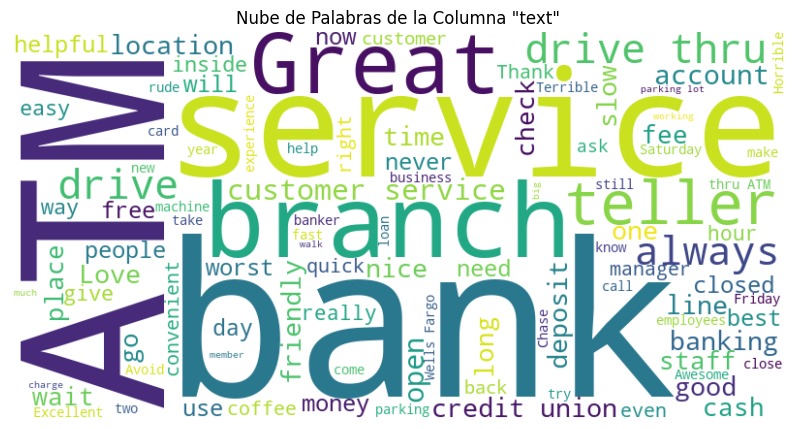 Nube de Palabras de la Columna "text"
helpful
location
Great
now
customer
drive thru
Horrible
inside
will
rude
Thank
Terrible
slow
account
parking lot
working
ATM
service
easy
card
year
experience
help
right
time
never
check
ask
fee
Saturday
make
new
drive
customer service
business
teller
still
thru ATM
way
free
machine
take
branch
banker
fast
walk
loan
big
one
hour
people
worst
quick
nice
need
know
always
manager
place
Love
give
much
convenient
friendly
really
bank
call
closed
line
Friday
day
member
open
Wells Fargo
long
deposit
Chase
employees
best
go
Avoid
come
back
try
banking
staff
close
charge
wait
two
Excellent
use
coffee
money
parking
credit union
even
Awesome
good
cash